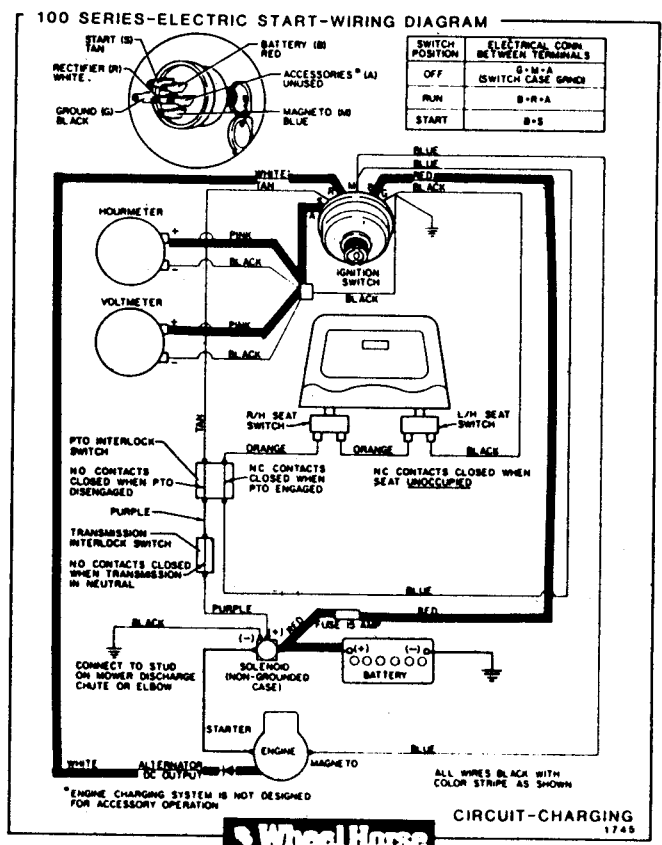 100 SERIES-ELECTRIC START-WIRING DIAGRAM
START (S)
TAN
BATTERY (B)
RED
RECTIFIER (R)
WHITE.
ACCESSORIES * (A)
UNUSED
GROUND (G)
BLACK
MAGNETO (M)
BLUE
SWITCH POSITION
ELECTRICAL CONN. BETWEEN TERMINALS
OFF
G+M+A
(SWITCH CASE GRND)
RUN
B+R+A
START
B+S
BLUE
BLUE
WHITE
RED
TAN
BLACK
R
M
B
G
S
A
HOURMETER
+
PINK
-
BLACK
IGNITION
SWITCH
BLACK
VOLTMETER
+
PINK
-
BLACK
TAN
R/H SEAT
SWITCH
L/H SEAT
SWITCH
ORANGE
ORANGE
BLACK
PTO INTERLOCK
SWITCH
NO CONTACTS
CLOSED WHEN PTO
DISENGAGED
NC CONTACTS
CLOSED WHEN
PTO ENGAGED
NC CONTACTS CLOSED WHEN
SEAT UNOCCUPIED
PURPLE
TRANSMISSION
INTERLOCK SWITCH
NO CONTACTS CLOSED
WHEN TRANSMISSION
IN NEUTRAL
BLUE
PURPLE
RED
FUSE 15 AMP
RED
BLACK
(-)
(+)
CONNECT TO STUD
ON MOWER DISCHARGE
CHUTE OR ELBOW
SOLENOID
(NON-GROUNDED
CASE)
(+)
(-)
BATTERY
STARTER
ENGINE
MAGNETO
BLUE
WHITE
ALTERNATOR
DC OUTPUT
ALL WIRES BLACK WITH
COLOR STRIPE AS SHOWN
*ENGINE CHARGING SYSTEM IS NOT DESIGNED
FOR ACCESSORY OPERATION
CIRCUIT-CHARGING
1745
Wheel Horse